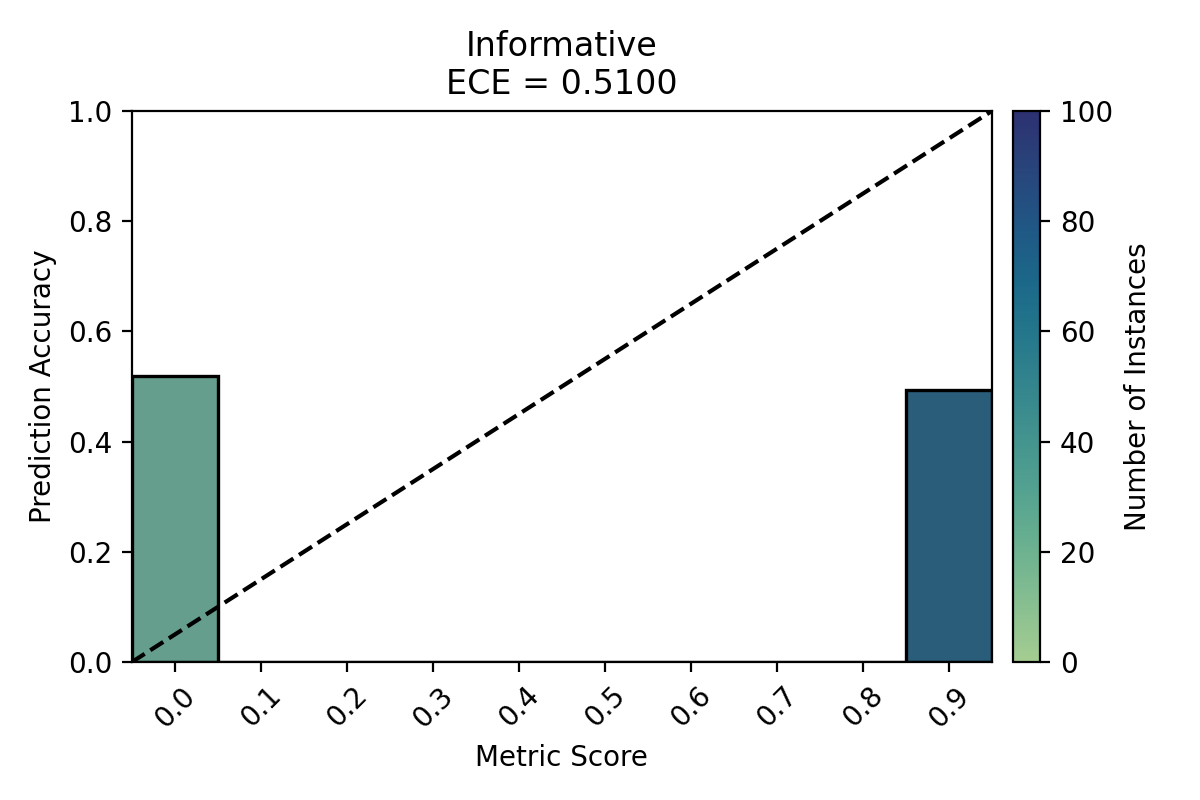 Informative
ECE = 0.5100
1.0
0.8
0.6
0.4
0.2
0.0
Prediction Accuracy
0.0 0.1 0.2 0.3 0.4 0.5 0.6 0.7 0.8 0.9
Metric Score
100
80
60
40
20
0
Number of Instances